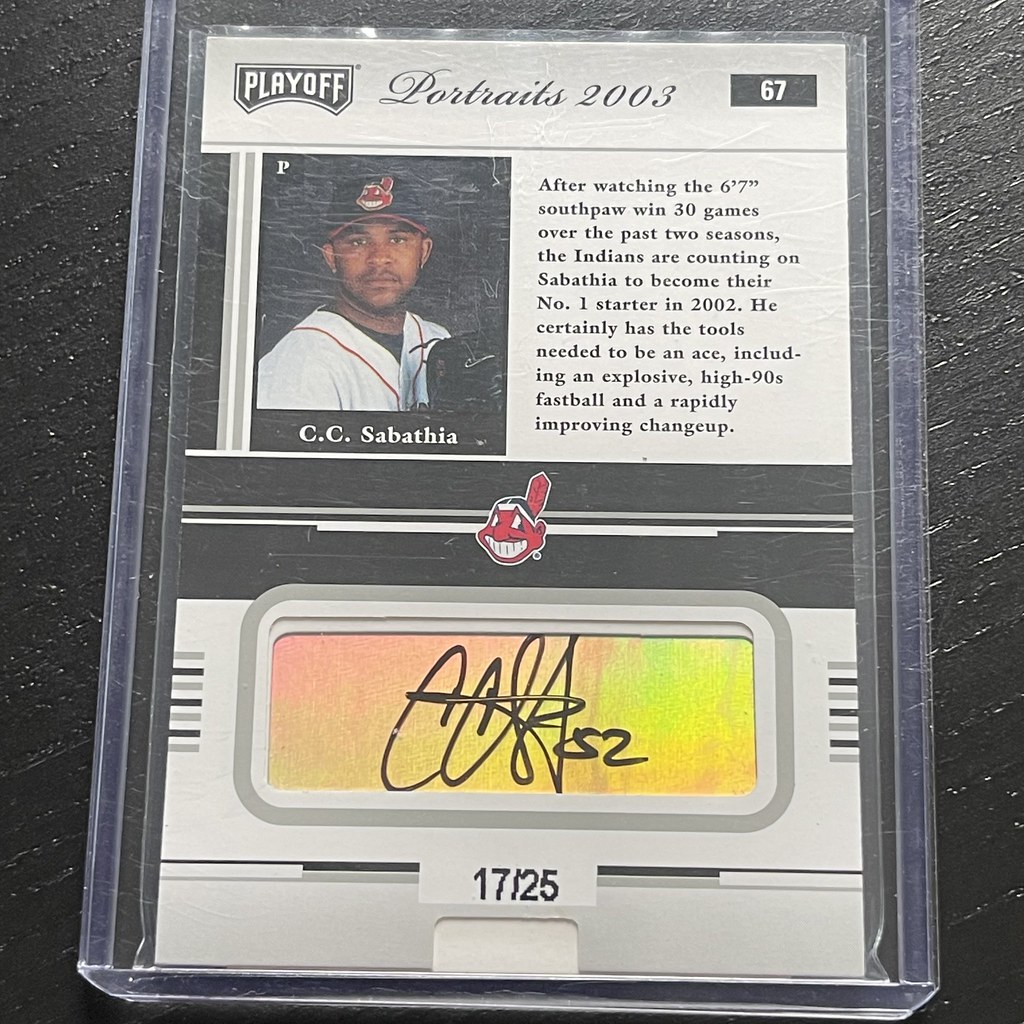 PLAYOFF
Portraits 2003
67
P
After watching the 6’7”
southpaw win 30 games
over the past two seasons,
the Indians are counting on
Sabathia to become their
No. 1 starter in 2002. He
certainly has the tools
needed to be an ace, includ-
ing an explosive, high-90s
fastball and a rapidly
improving changeup.
C.C. Sabathia
CC S 52
17/25